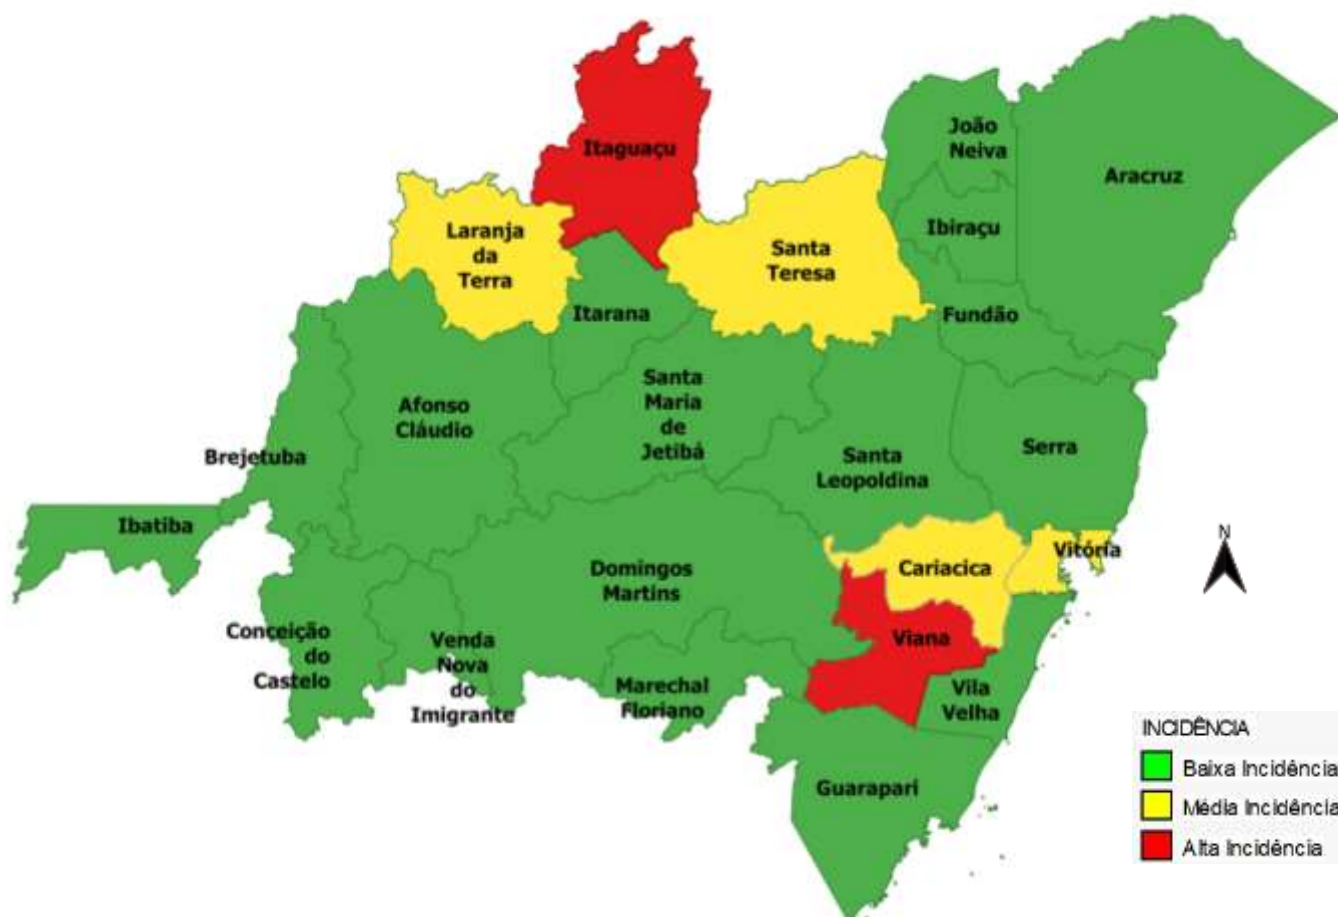 Itaguaçu
João
Neiva
Aracruz
Laranja
da
Terra
Santa
Teresa
Ibiraçu
Itarana
Fundão
Santa
Maria
de
Jetibá
Afonso
Cláudio
Brejetuba
Serra
Santa
Leopoldina
Ibatiba
N
Vitória
Domingos
Martins
Cariacica
Conceição
do
Castelo
Venda
Nova
do
Imigrante
Viana
Marechal
Floriano
Vila
Velha
Guarapari
INCIDÊNCIA
Baixa Incidência
Média Incidência
Alta Incidência